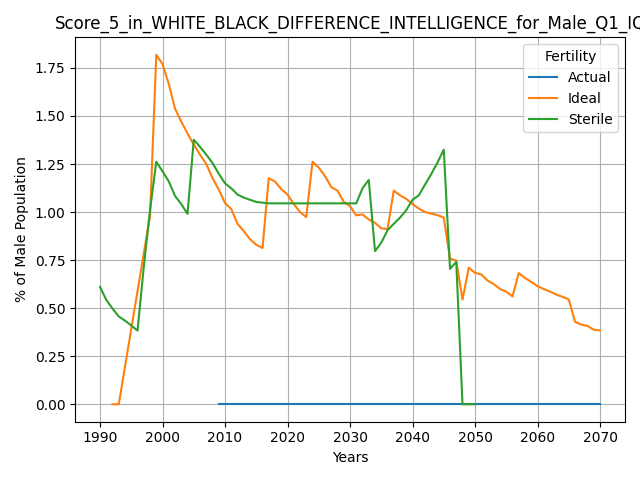 Score_5_in_WHITE_BLACK_DIFFERENCE_INTELLIGENCE_for_Male_Q1_IQ
Fertility
Actual
Ideal
Sterile
% of Male Population
1.75
1.50
1.25
1.00
0.75
0.50
0.25
0.00
1990 2000 2010 2020 2030 2040 2050 2060 2070
Years